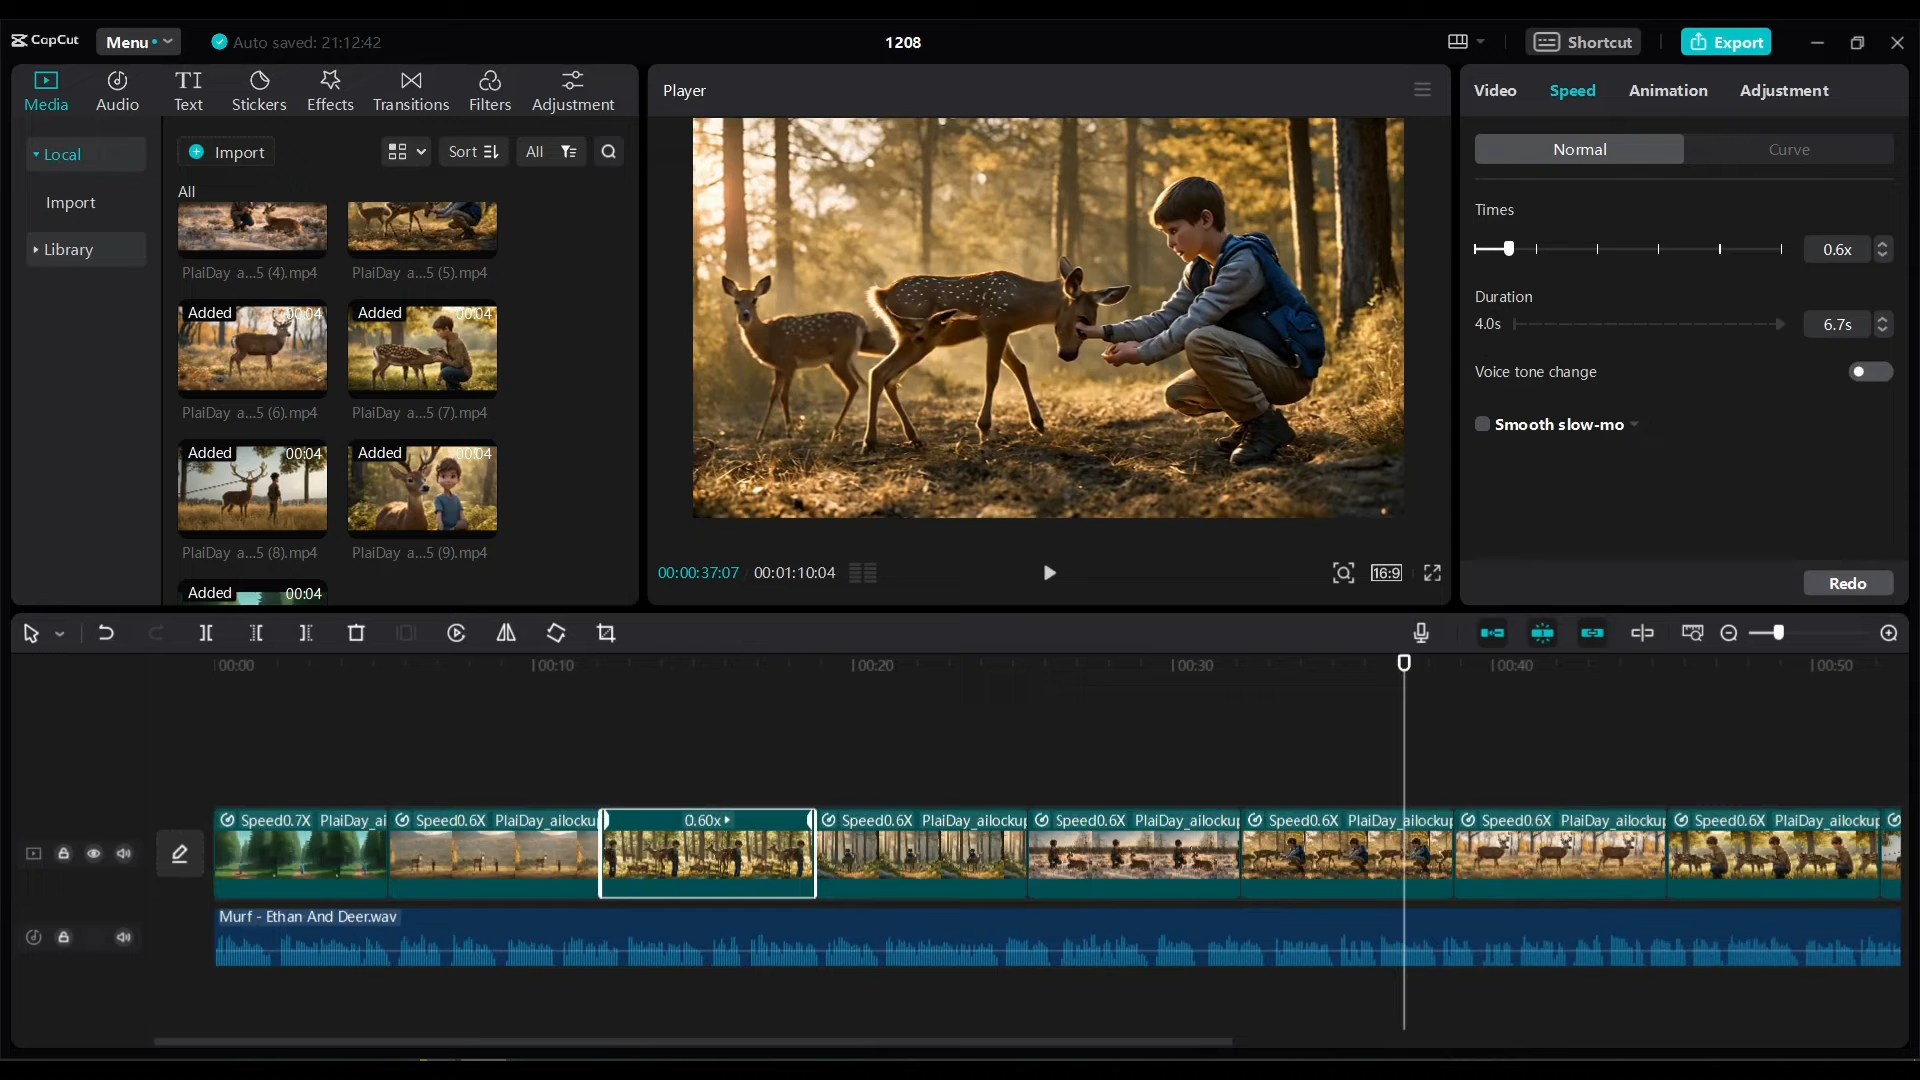 CapCut Menu Auto saved: 21:12:42 1208 Shortcut Export
Media Audio Text Stickers Effects Transitions Filters Adjustment
Local
Import
Library
Import Sort All
All
PlaiDay a...5 (4).mp4 PlaiDay a...5 (5).mp4
Added 00:04 Added 00:04
PlaiDay a...5 (6).mp4 PlaiDay a...5 (7).mp4
Added 00:04 Added 00:04
PlaiDay a...5 (8).mp4 PlaiDay a...5 (9).mp4
Added 00:04
Player
00:00:37:07 00:01:10:04 16:9
Video Speed Animation Adjustment
Normal Curve
Times
0.6x
Duration
4.0s 6.7s
Voice tone change
Smooth slow-mo
Redo
00:00 00:10 00:20 00:30 00:40 00:50
Speed0.7X PlaiDay_ai Speed0.6X PlaiDay_ailockup 0.60x Speed0.6X PlaiDay_ailockup Speed0.6X PlaiDay_ailockup Speed0.6X PlaiDay_ailockup Speed0.6X PlaiDay_ailockup Speed0.6X PlaiDay_ailockup
Murf - Ethan And Deer.wav